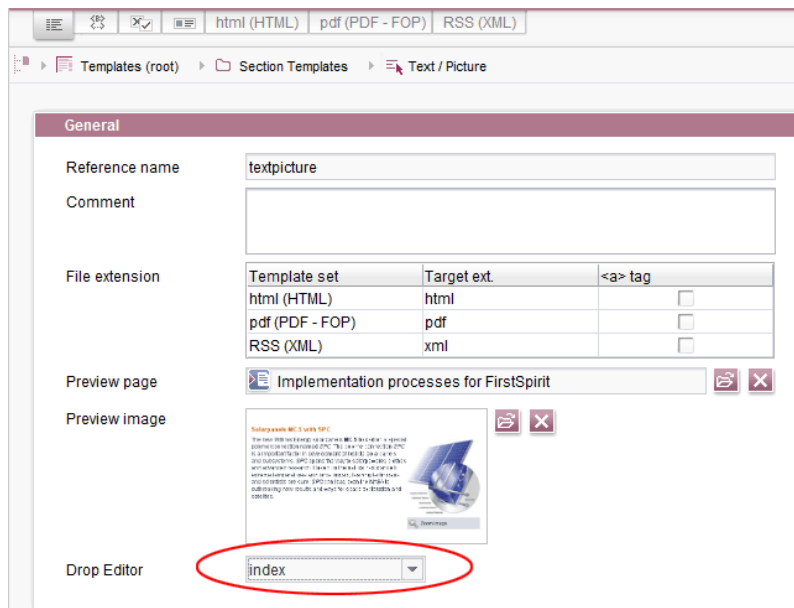 html (HTML) pdf (PDF - FOP) RSS (XML)
Templates (root) Section Templates Text / Picture
General
Reference name textpicture
Comment
File extension Template set Target ext. <a> tag
html (HTML) html
pdf (PDF - FOP) pdf
RSS (XML) xml
Preview page Implementation processes for FirstSpirit
Preview image
Solarpanels MC 3 with SPC
Drop Editor index